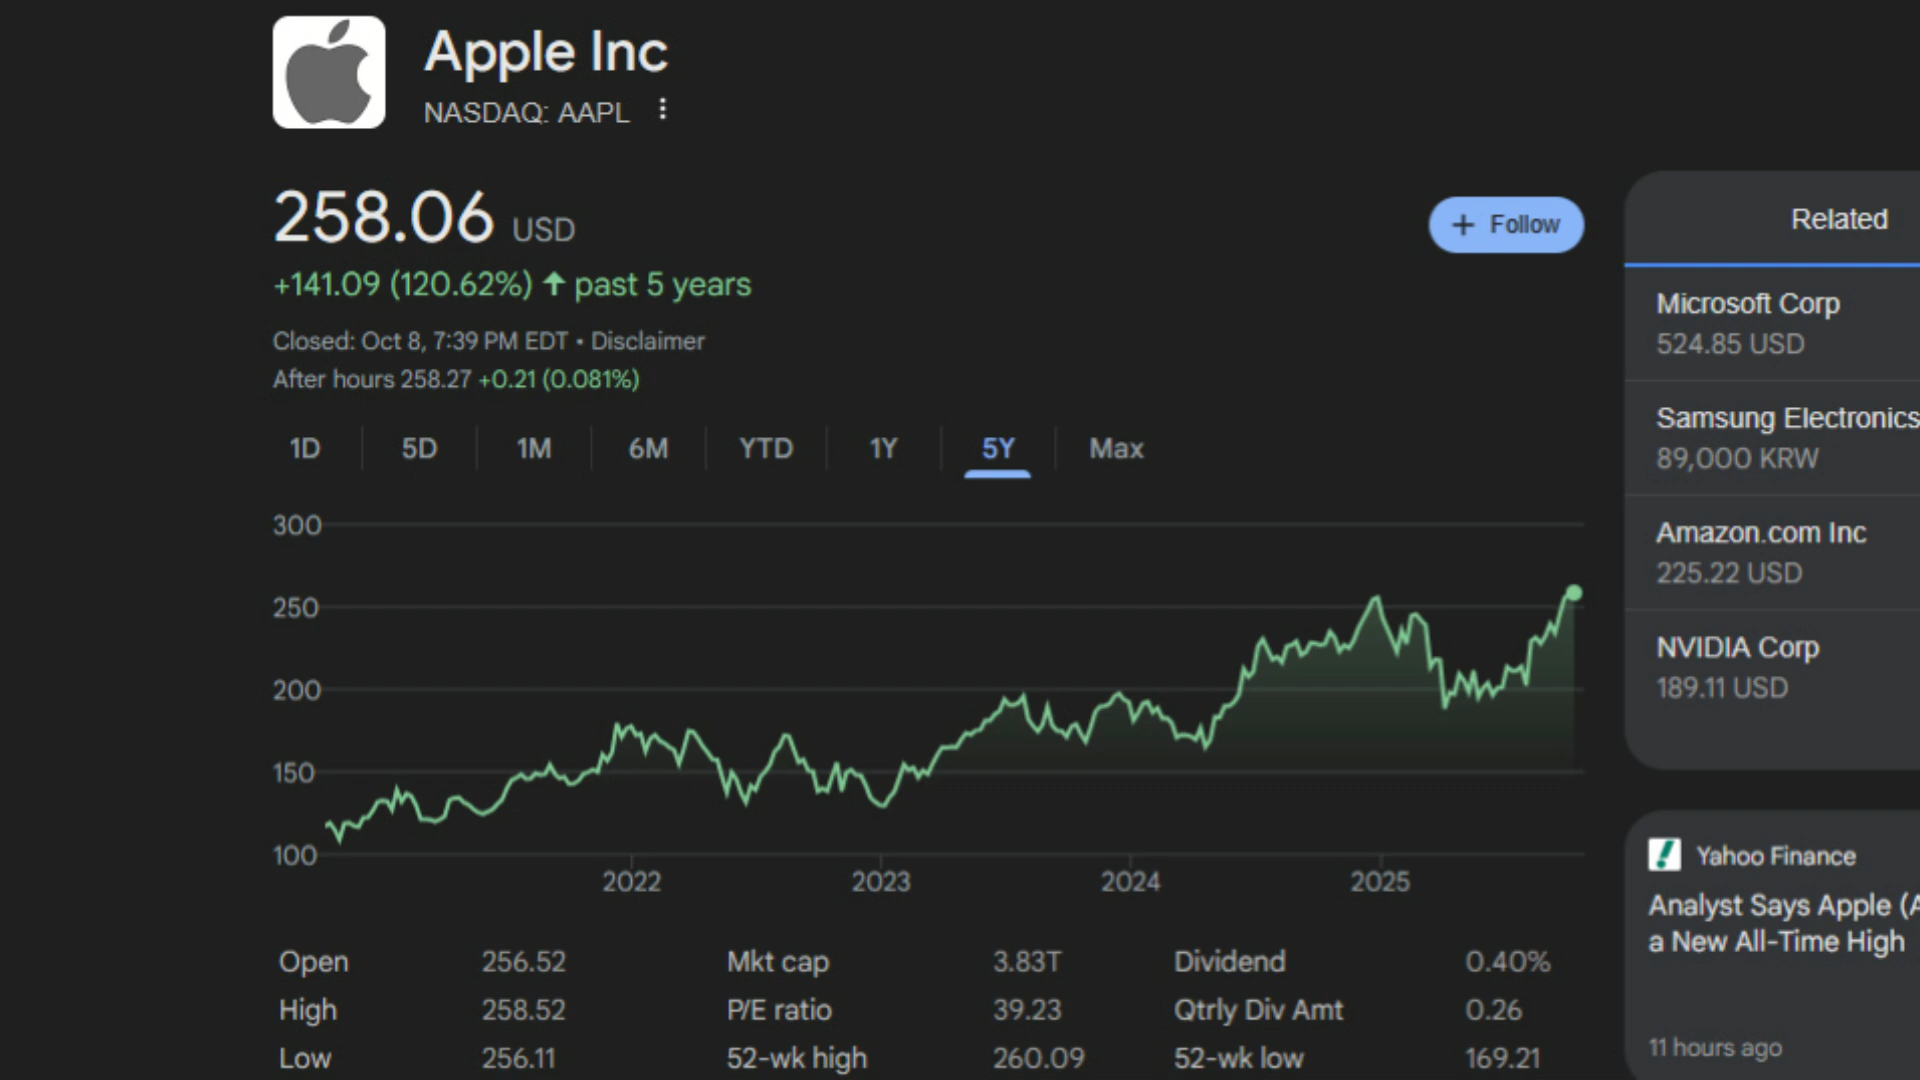 Apple Inc
NASDAQ: AAPL
258.06 USD
+ Follow
+141.09 (120.62%) ↑ past 5 years
Closed: Oct 8, 7:39 PM EDT • Disclaimer
After hours 258.27 +0.21 (0.081%)
1D 5D 1M 6M YTD 1Y 5Y Max
300
250
200
150
100
2022 2023 2024 2025
Open 256.52 Mkt cap 3.83T Dividend 0.40%
High 258.52 P/E ratio 39.23 Qtrly Div Amt 0.26
Low 256.11 52-wk high 260.09 52-wk low 169.21
Related
Microsoft Corp
524.85 USD
Samsung Electronics
89,000 KRW
Amazon.com Inc
225.22 USD
NVIDIA Corp
189.11 USD
Yahoo Finance
Analyst Says Apple (A
a New All-Time High
11 hours ago